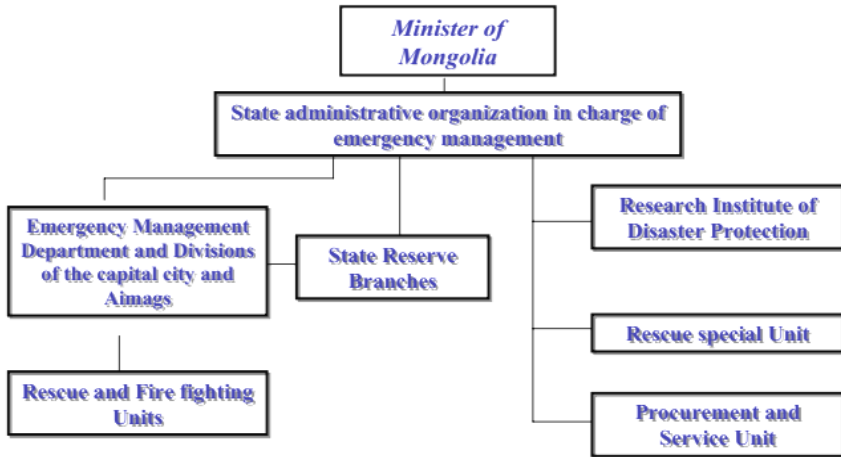 Minister of
Mongolia
State administrative organization in charge of
emergency management
Emergency Management
Department and Divisions
of the capital city and
Aimags
State Reserve
Branches
Research Institute of
Disaster Protection
Rescue special Unit
Rescue and Fire fighting
Units
Procurement and
Service Unit